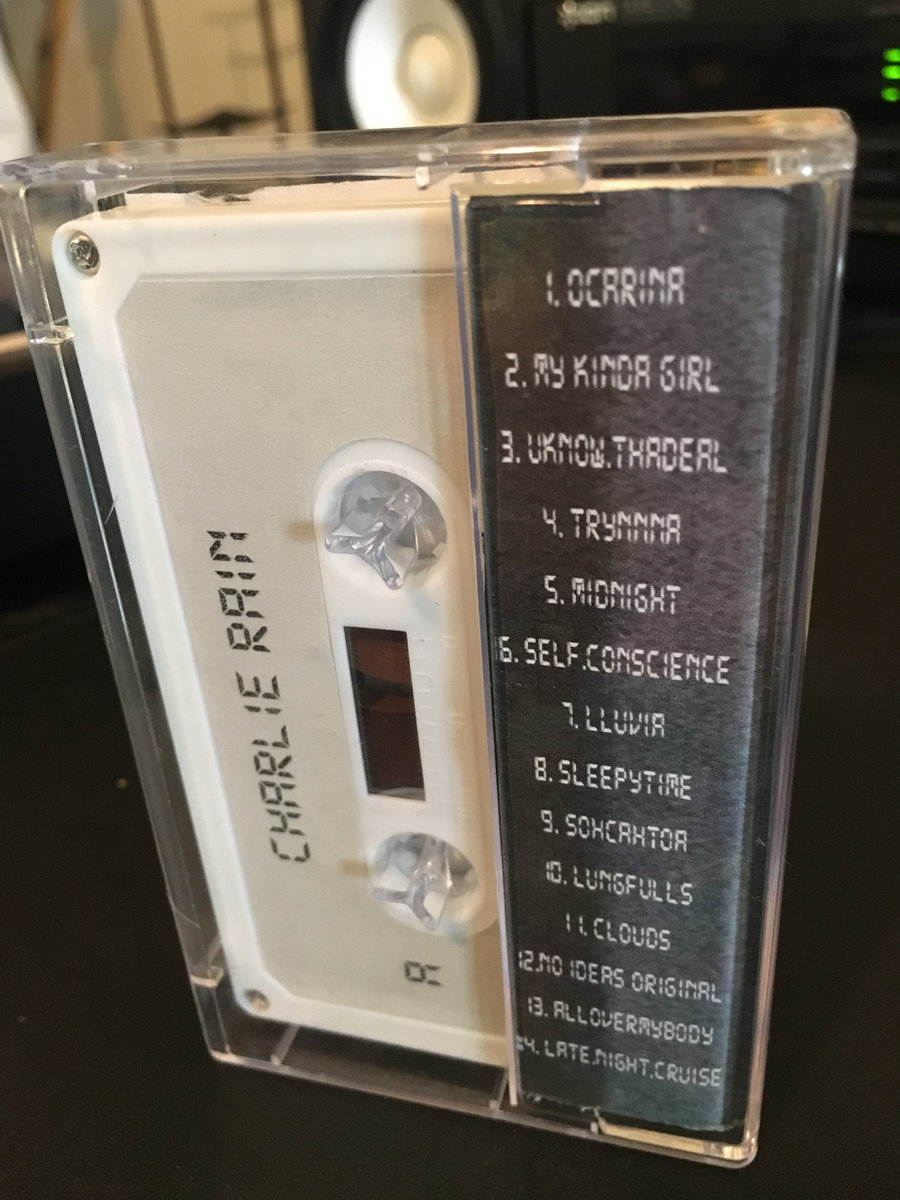 CHARLIE RAIN
A
1. OCARINA
2. MY KINDA GIRL
3. UKNOW.THADEAL
4. TRYNNNA
5. MIDNIGHT
6. SELF.CONSCIENCE
7. LLUVIA
8. SLEEPYTIME
9. SOHCAHTOA
10. LUNGFULLS
11. CLOUDS
12.NO IDEAS ORIGINAL
13. ALLOVERMYBODY
14. LATE.NIGHT.CRUISE